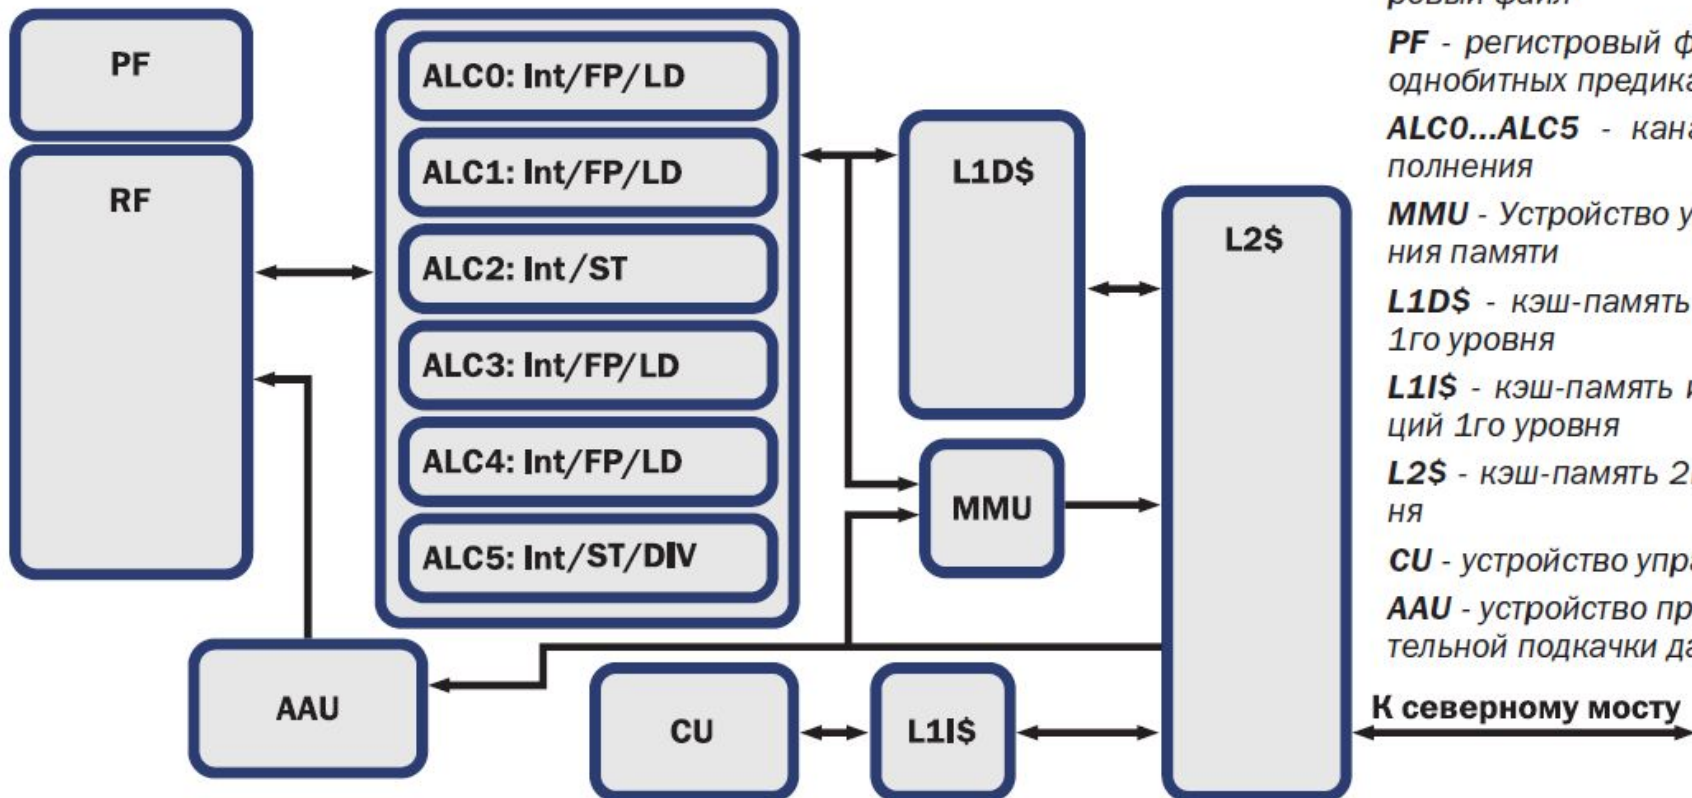 PF
RF
ALC0: Int/FP/LD
ALC1: Int/FP/LD
ALC2: Int/ST
ALC3: Int/FP/LD
ALC4: Int/FP/LD
ALC5: Int/ST/DIV
L1D$
MMU
L2$
AAU
CU
L1I$
ровый файл
PF - регистровый ф
однобитных предика
ALC0...ALC5 - кана
полнения
MMU - Устройство у
ния памяти
L1D$ - кэш-память
1го уровня
L1I$ - кэш-память и
ций 1го уровня
L2$ - кэш-память 2
ня
CU - устройство упра
AAU - устройство пр
тельной подкачки да
К северному мосту